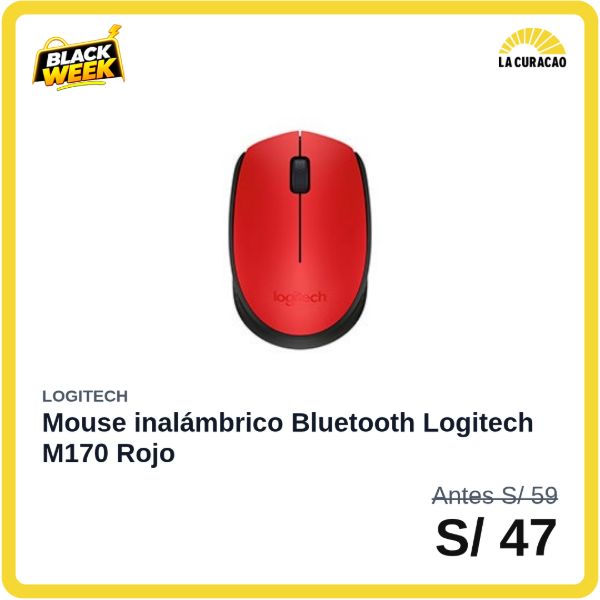 BLACK
WEEK
LA CURACAO
logitech
LOGITECH
Mouse inalámbrico Bluetooth Logitech
M170 Rojo
Antes S/ 59
S/ 47